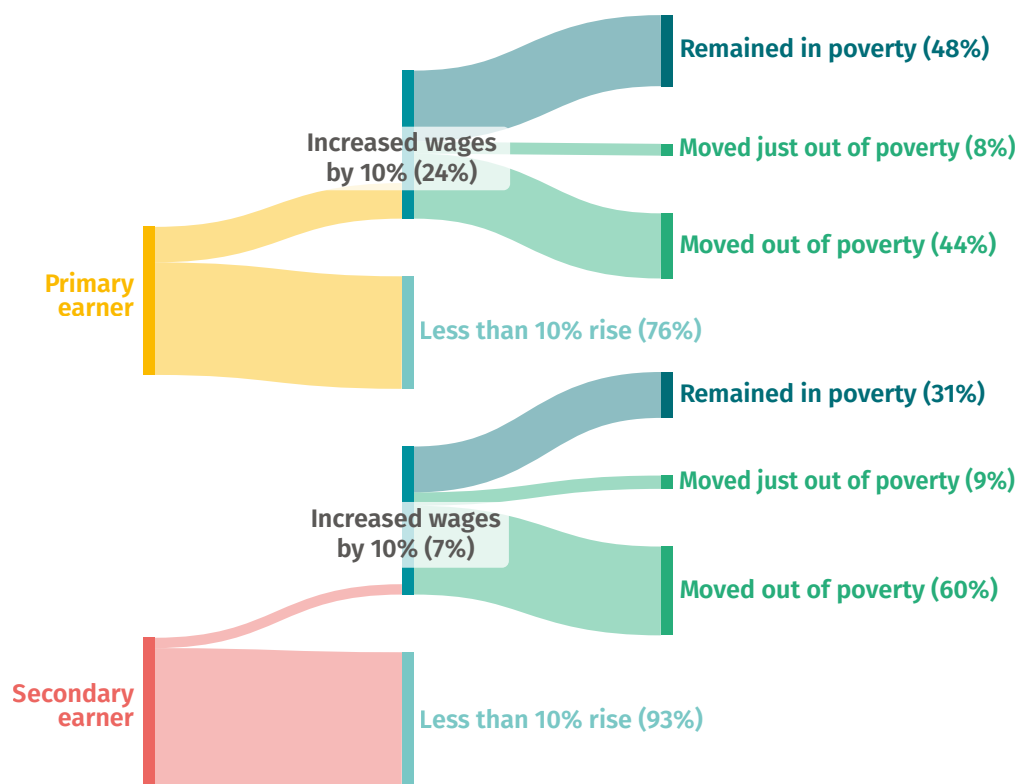 Remained in poverty (48%)
Increased wages
by 10% (24%)
Moved just out of poverty (8%)
Moved out of poverty (44%)
Primary
earner
Less than 10% rise (76%)
Remained in poverty (31%)
Moved just out of poverty (9%)
Increased wages
by 10% (7%)
Moved out of poverty (60%)
Secondary
earner
Less than 10% rise (93%)